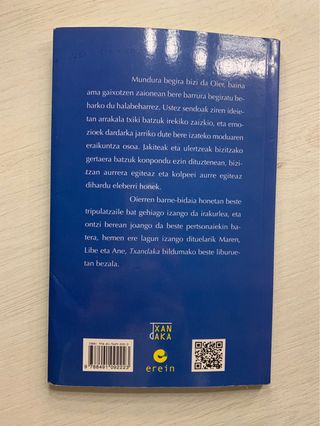 Mundura begira bizi da Oier, baina
ama gaixotzen zaionean bere barrura begiratu be-
harko du halabeharrez. Ustez sendoak ziren ideie-
tan arrakala txiki batzuk irekiko zaizkio, eta emo-
zioek dardarka jarriko dute bere izateko moduaren
eraikuntza osoa. Jakiteak eta ulertzeak bizitzako
gertaera batzuk konpondu ezin dituztenean, bizi-
tzan aurrera egiteaz eta kolpeei aurre egiteaz
dihardu eleberri honek.
Oierren barne-bidaia honetan beste
tripulatzaile bat gehiago izango da irakurlea, eta
ontzi berean joango da beste pertsonaiekin ba-
tera, hemen ere lagun izango dituelarik Maren,
Libe eta Ane, Txandaka bildumako beste liburue-
tan bezala.
TXAN
DAKA
erein
9 788491 092223